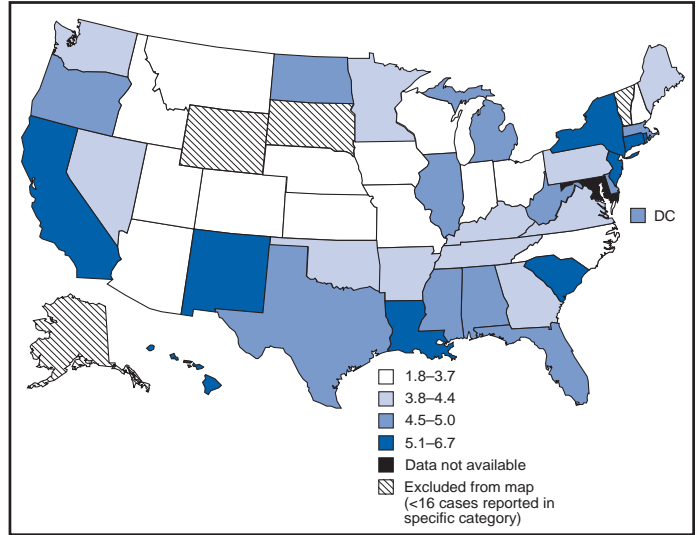 DC
1.8–3.7
3.8–4.4
4.5–5.0
5.1–6.7
Data not available
Excluded from map
(<16 cases reported in
specific category)